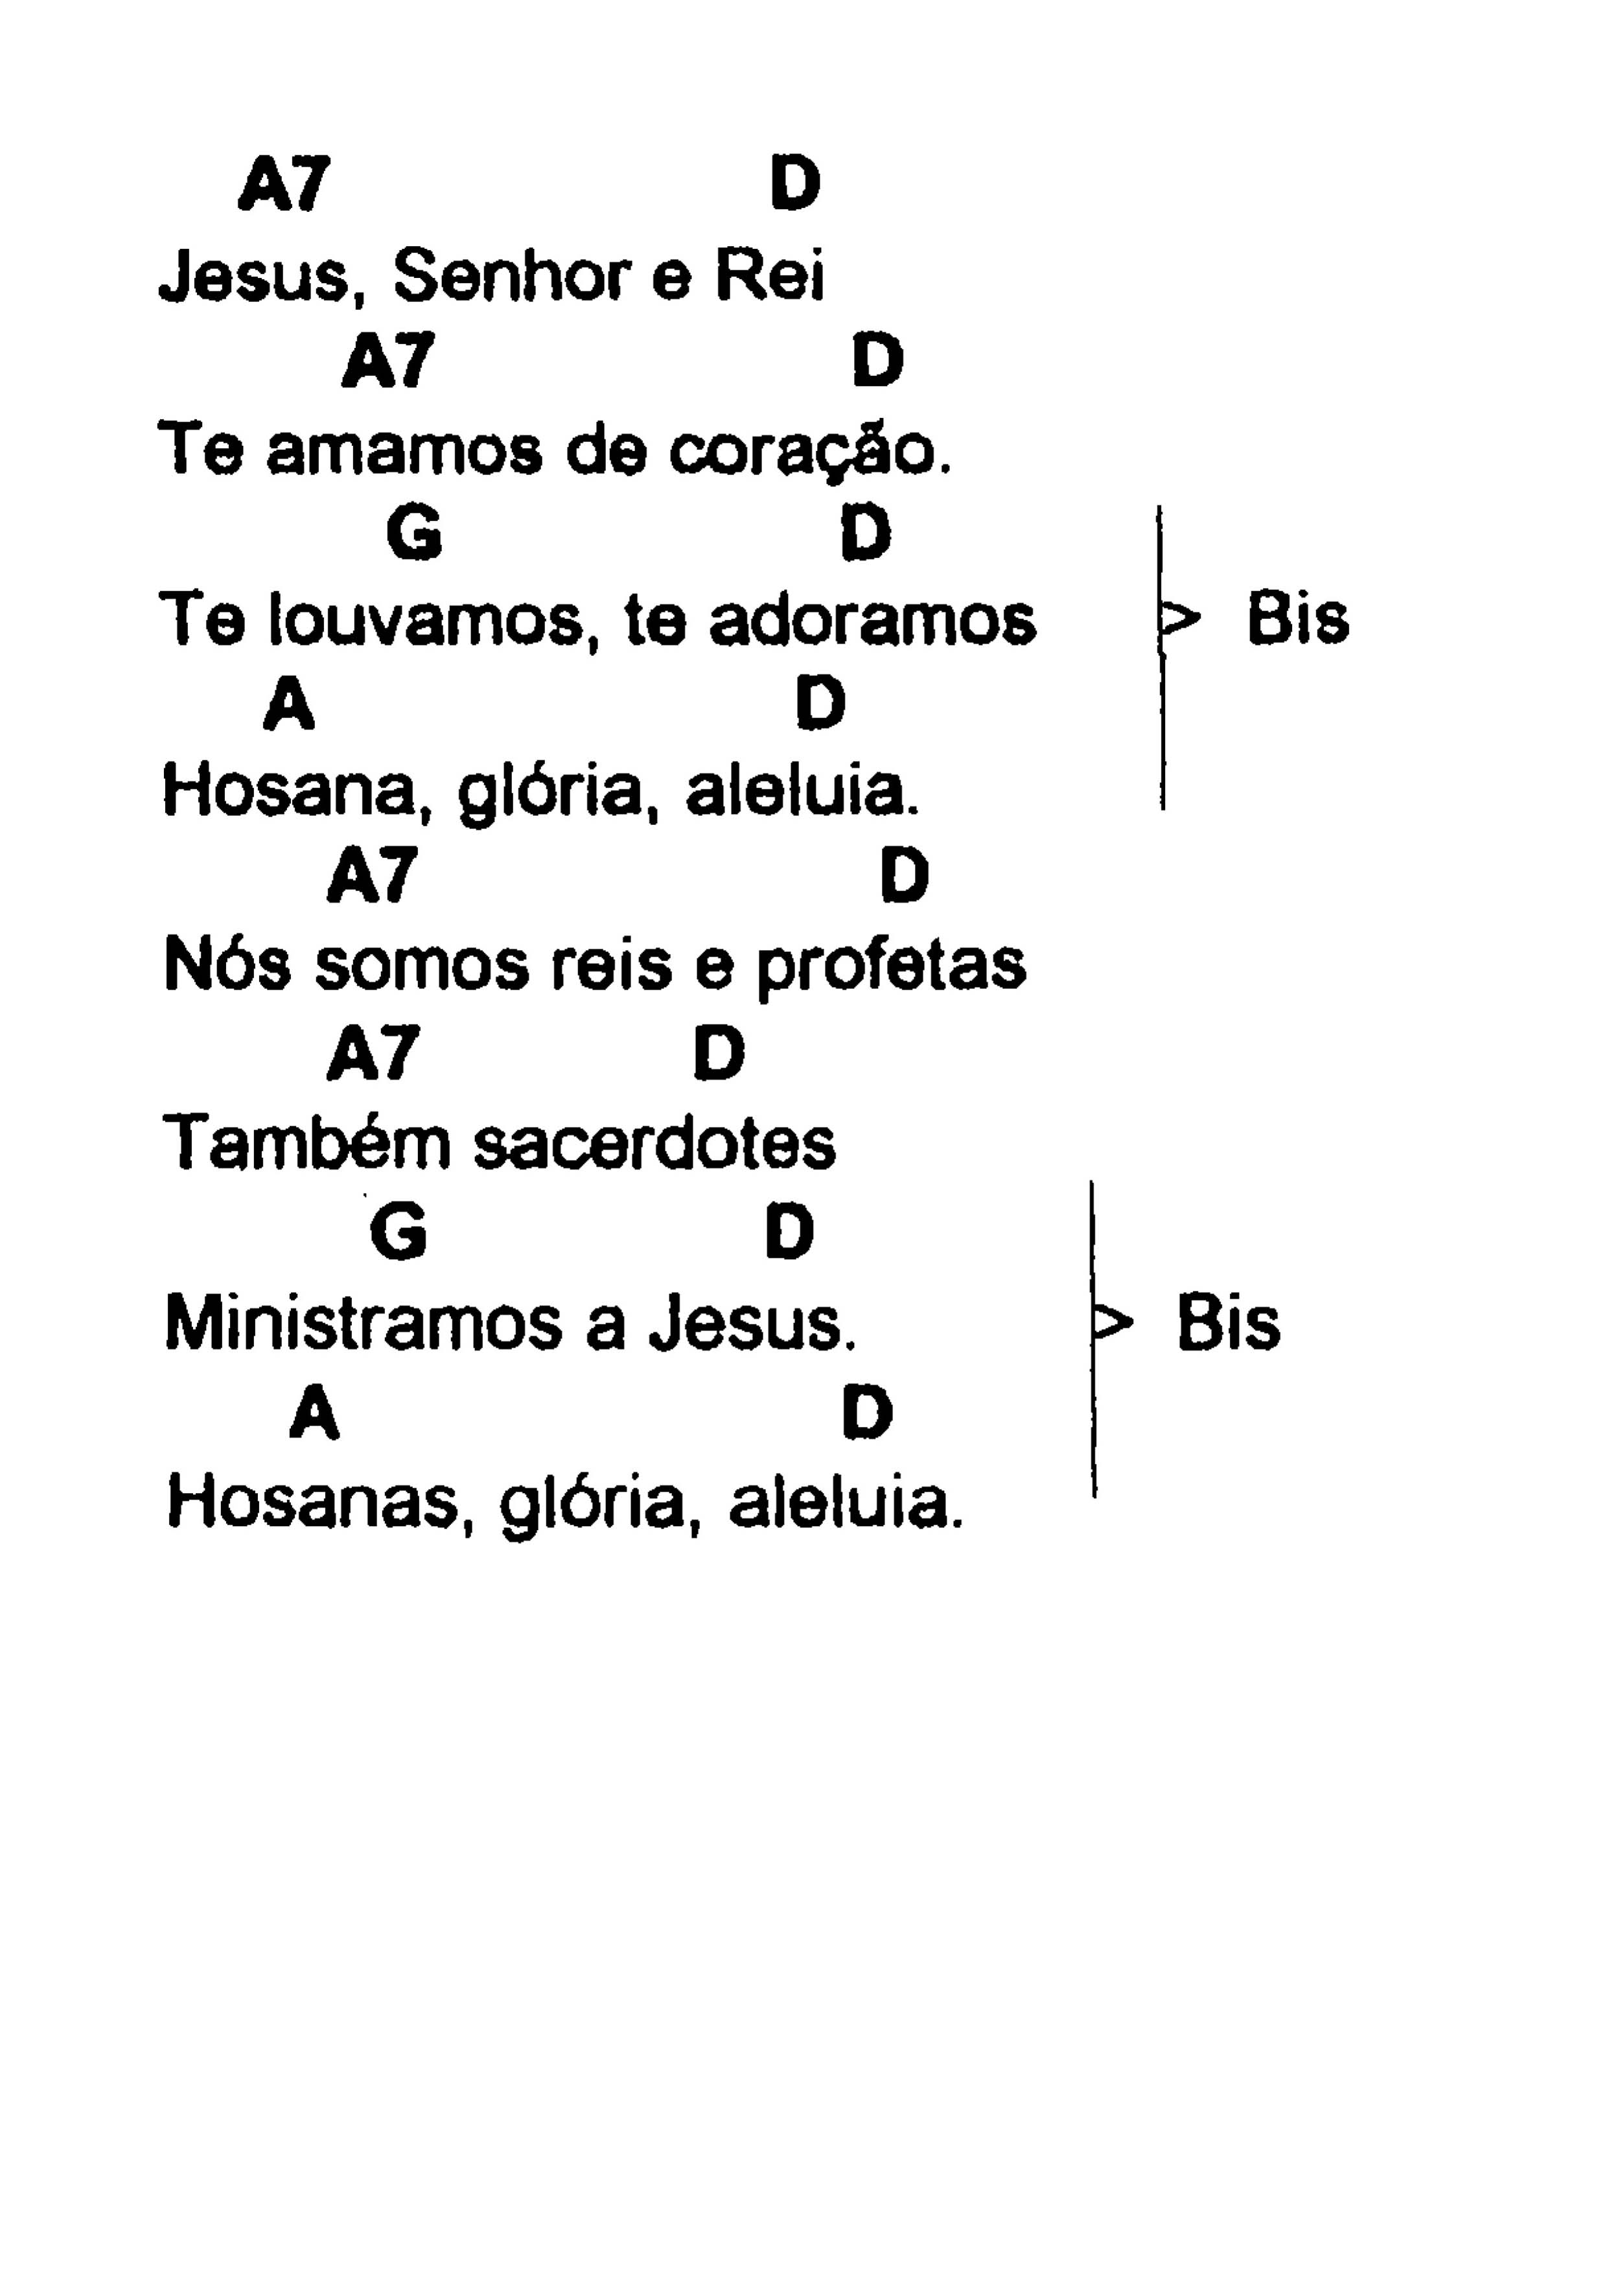 A7 D
Jesus, Senhor e Rei
A7 D
Te amamos de coração.
G D
Te louvamos, te adoramos > Bis
A D
Hosana, glória, aleluia.
A7 D
Nós somos reis e profetas
A7 D
Também sacerdotes
G D
Ministramos a Jesus. > Bis
A D
Hosanas, glória, aleluia.